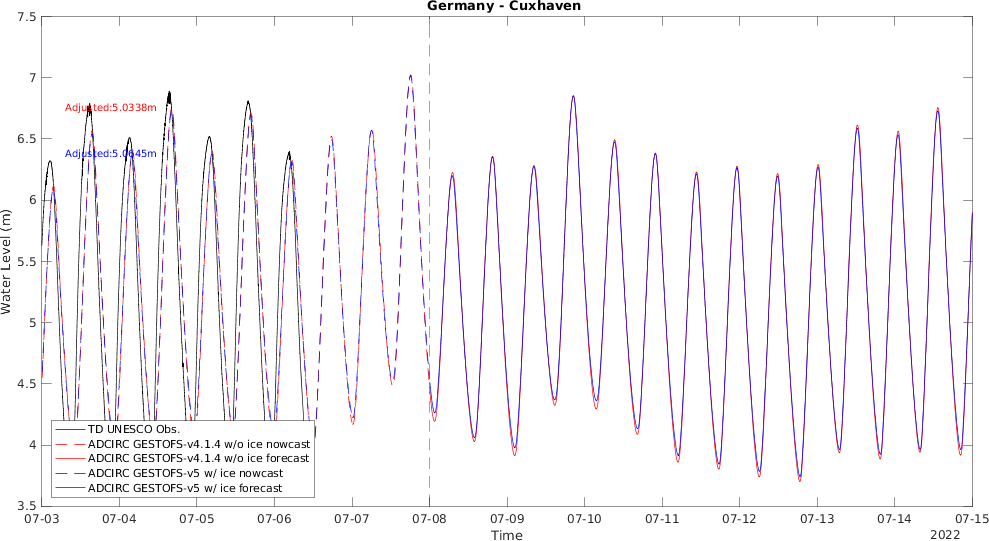 Germany - Cuxhaven
7.5
7
6.5
6
5.5
5
4.5
4
3.5
Water Level (m)
Adjusted:5.0338m
Adjusted:5.0645m
TD UNESCO Obs.
ADCIRC GESTOFS-v4.1.4 w/o ice nowcast
ADCIRC GESTOFS-v4.1.4 w/o ice forecast
ADCIRC GESTOFS-v5 w/ ice nowcast
ADCIRC GESTOFS-v5 w/ ice forecast
07-03 07-04 07-05 07-06 07-07 07-08 07-09 07-10 07-11 07-12 07-13 07-14 07-15
Time
2022